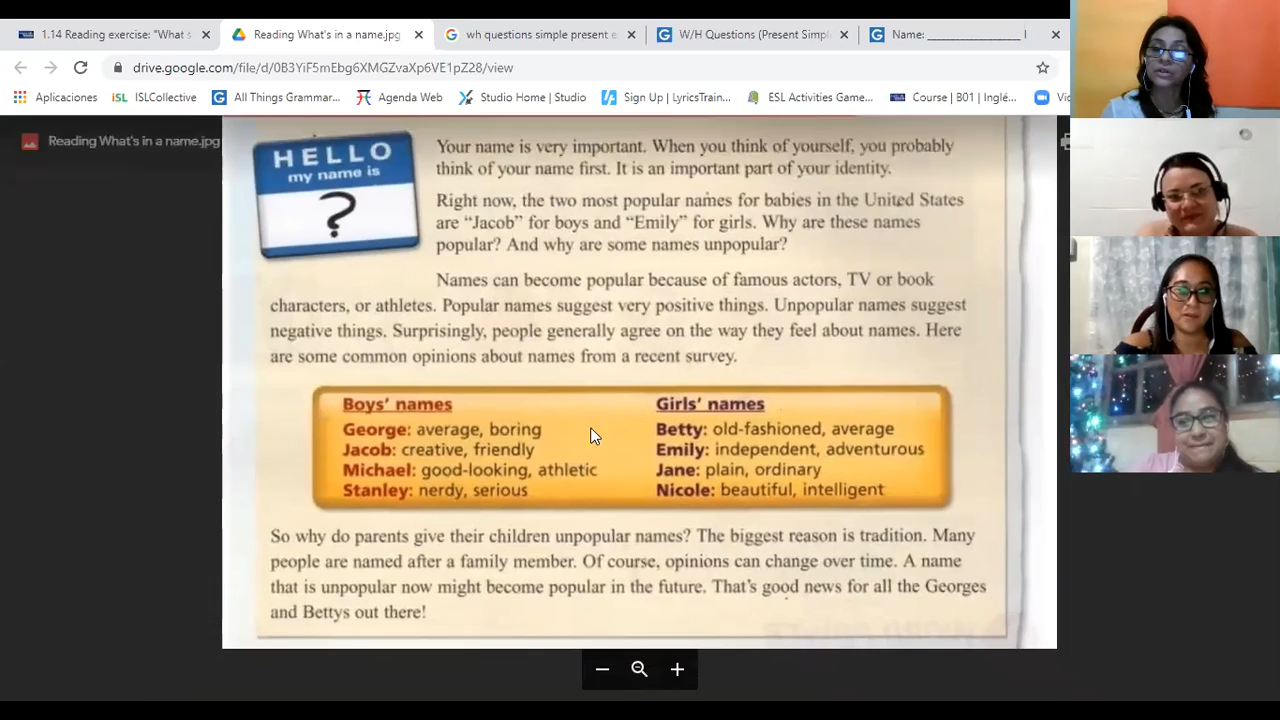 1.14 Reading exercise: "What s
Reading What's in a name.jpg
wh questions simple present e
W/H Questions (Present Simpl
Name: ____________________ I
drive.google.com/file/d/0B3YiF5mEbg6XMGZvaXp6VE1pZ28/view
Aplicaciones
iSL ISLCollective
All Things Grammar...
Agenda Web
Studio Home | Studio
Sign Up | LyricsTrain...
ESL Activities Game...
Course | B01 | Inglé...
Reading What's in a name.jpg
HELLO
my name is
?
Your name is very important. When you think of yourself, you probably
think of your name first. It is an important part of your identity.
Right now, the two most popular names for babies in the United States
are “Jacob” for boys and “Emily” for girls. Why are these names
popular? And why are some names unpopular?
Names can become popular because of famous actors, TV or book
characters, or athletes. Popular names suggest very positive things. Unpopular names suggest
negative things. Surprisingly, people generally agree on the way they feel about names. Here
are some common opinions about names from a recent survey.
Boys' names
George: average, boring
Jacob: creative, friendly
Michael: good-looking, athletic
Stanley: nerdy, serious
Girls' names
Betty: old-fashioned, average
Emily: independent, adventurous
Jane: plain, ordinary
Nicole: beautiful, intelligent
So why do parents give their children unpopular names? The biggest reason is tradition. Many
people are named after a family member. Of course, opinions can change over time. A name
that is unpopular now might become popular in the future. That's good news for all the Georges
and Bettys out there!